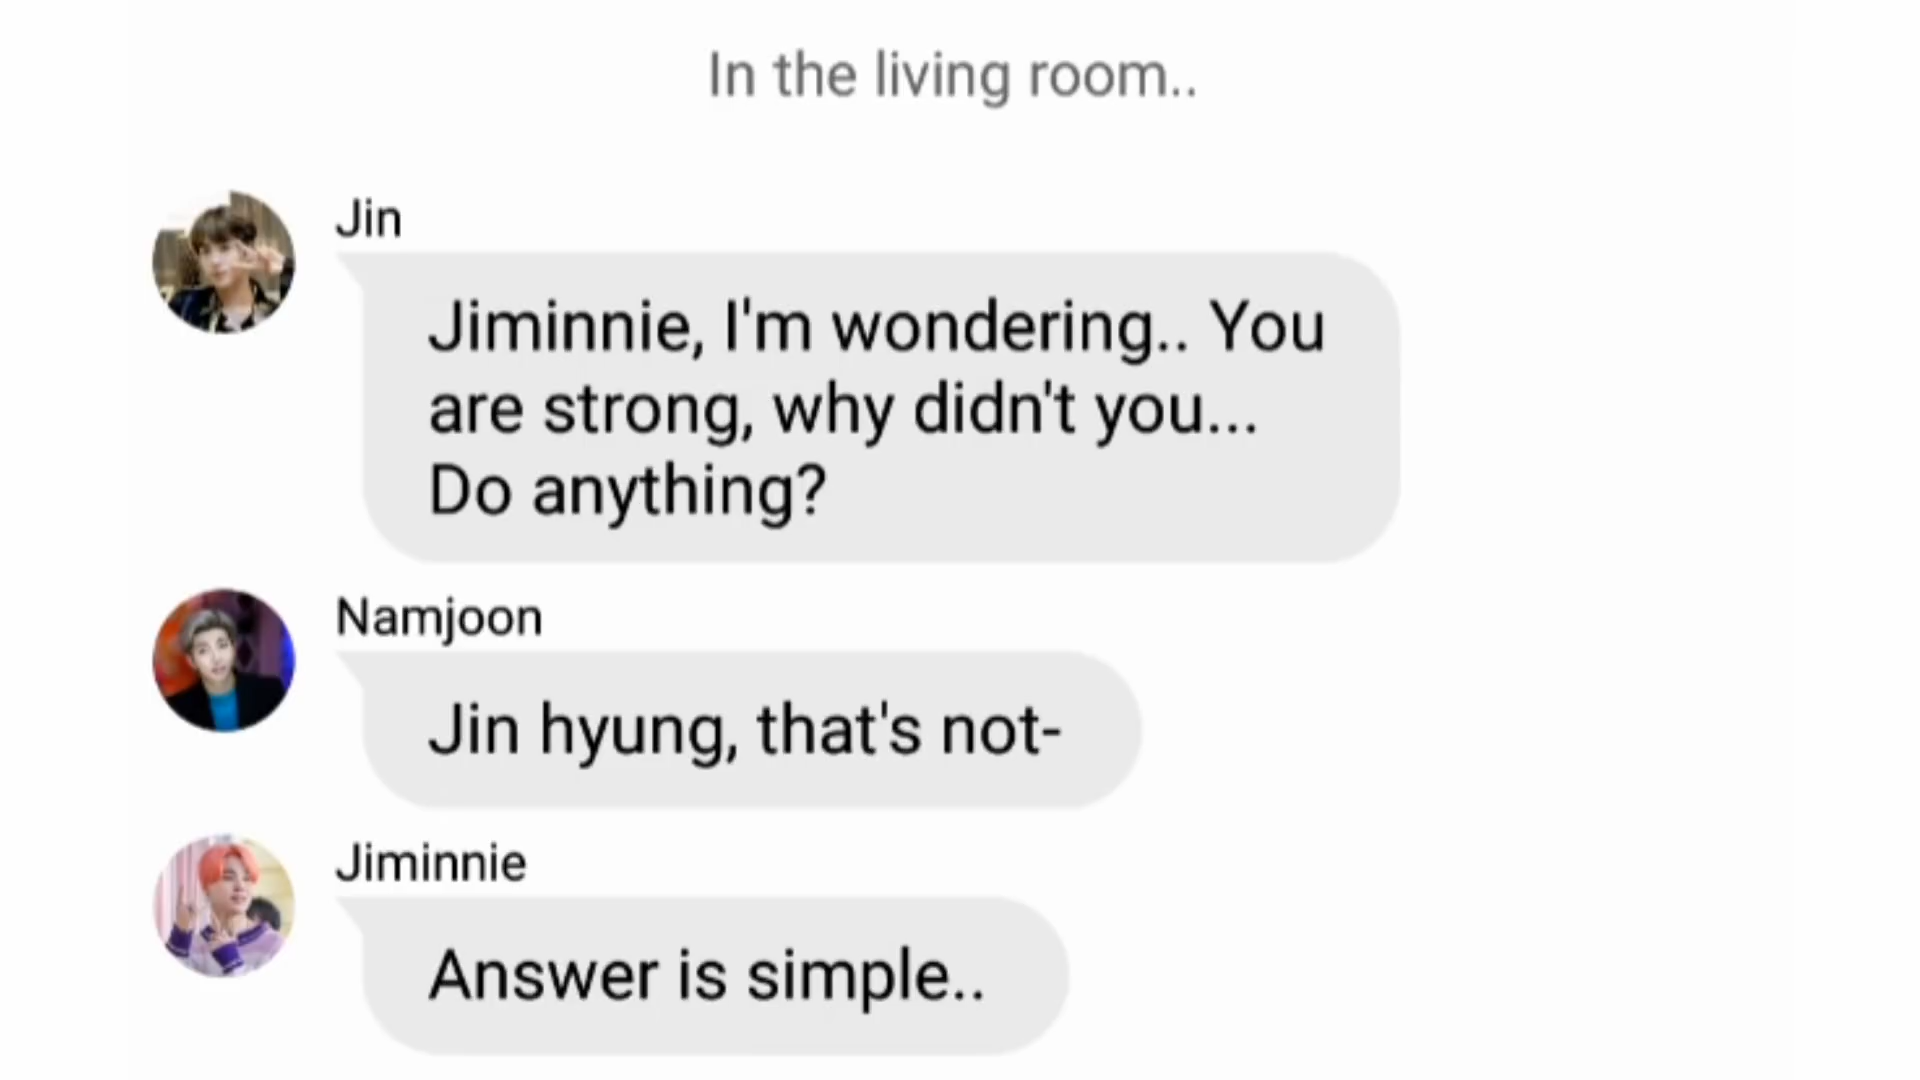 In the living room..
Jin
Jiminnie, I'm wondering.. You
are strong, why didn't you...
Do anything?
Namjoon
Jin hyung, that's not-
Jiminnie
Answer is simple..